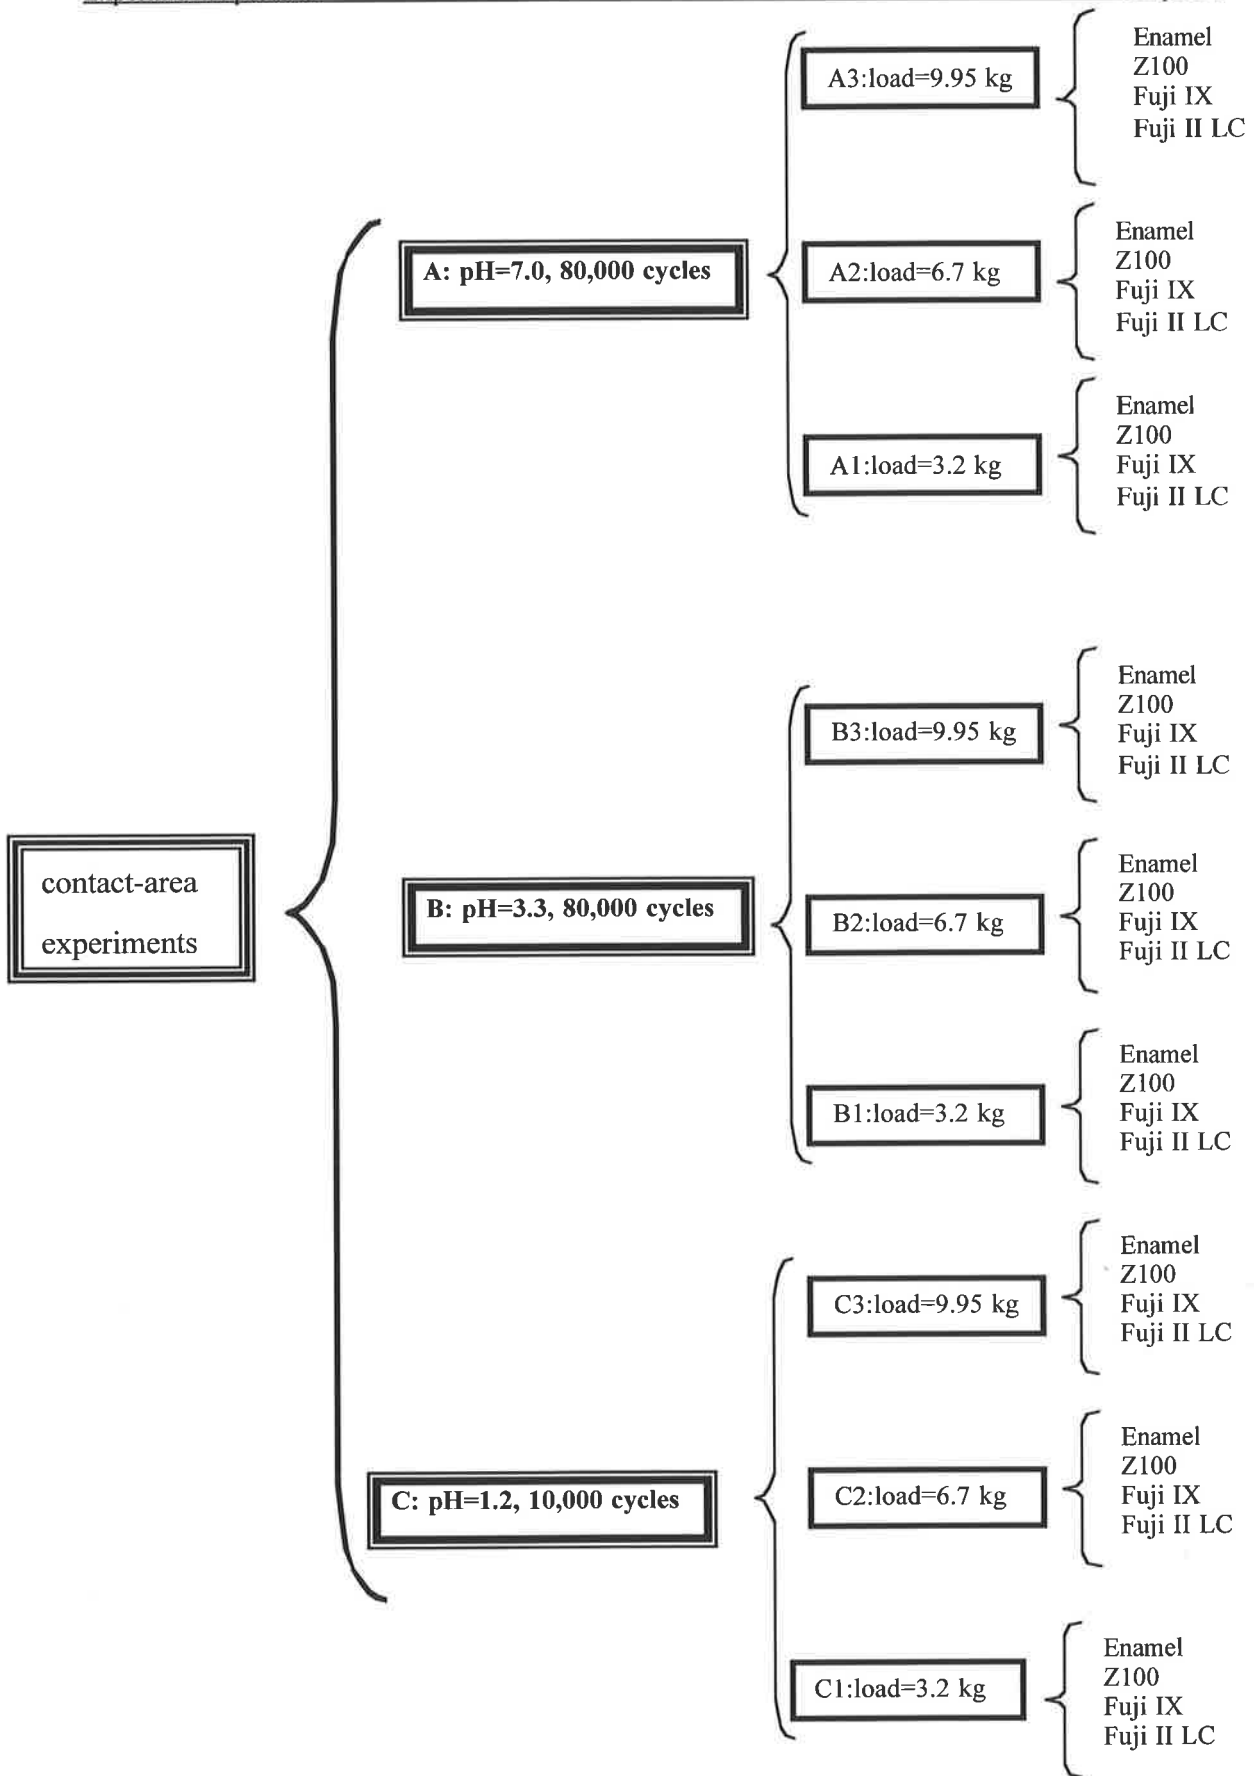 A3:load=9.95 kg
Enamel
Z100
Fuji IX
Fuji II LC
A: pH=7.0, 80,000 cycles
A2:load=6.7 kg
Enamel
Z100
Fuji IX
Fuji II LC
A1:load=3.2 kg
Enamel
Z100
Fuji IX
Fuji II LC
contact-area
experiments
B: pH=3.3, 80,000 cycles
B3:load=9.95 kg
Enamel
Z100
Fuji IX
Fuji II LC
B2:load=6.7 kg
Enamel
Z100
Fuji IX
Fuji II LC
B1:load=3.2 kg
Enamel
Z100
Fuji IX
Fuji II LC
C: pH=1.2, 10,000 cycles
C3:load=9.95 kg
Enamel
Z100
Fuji IX
Fuji II LC
C2:load=6.7 kg
Enamel
Z100
Fuji IX
Fuji II LC
C1:load=3.2 kg
Enamel
Z100
Fuji IX
Fuji II LC